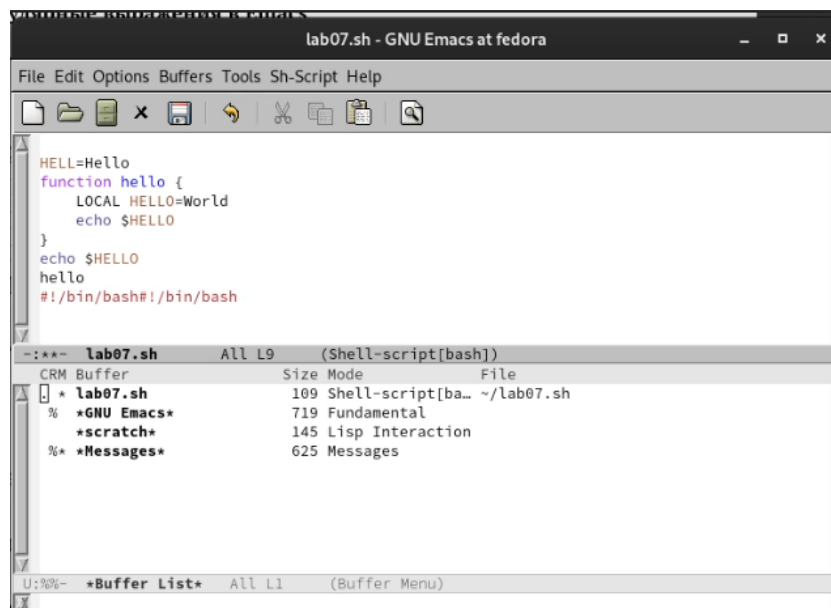 lab07.sh - GNU Emacs at fedora
File Edit Options Buffers Tools Sh-Script Help
HELL=Hello
function hello {
    LOCAL HELLO=World
    echo $HELLO
}
echo $HELLO
hello
#!/bin/bash#!/bin/bash
-:**-  lab07.sh       All L9     (Shell-script[bash])
CRM Buffer                Size Mode             File
. * lab07.sh               109 Shell-script[ba… ~/lab07.sh
 %  *GNU Emacs*            719 Fundamental
    *scratch*              145 Lisp Interaction
 %* *Messages*             625 Messages
U:%%-  *Buffer List*   All L1     (Buffer Menu)